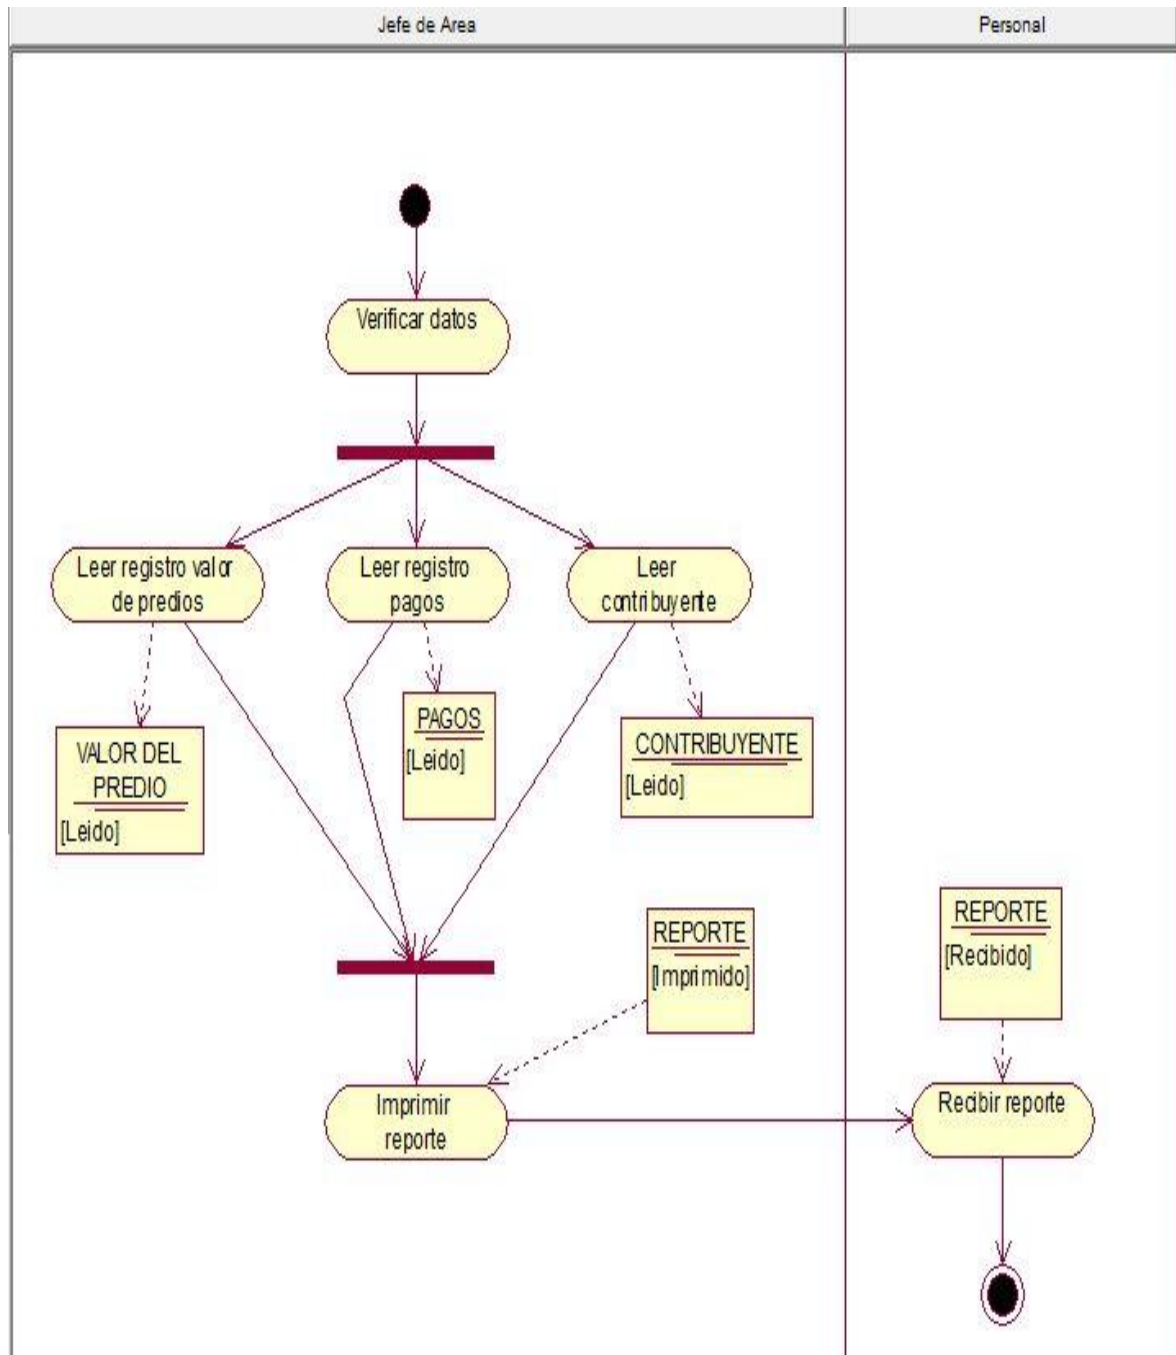 Jefe de Area
Personal
Verificar datos
Leer registro valor
de predios
Leer registro
pagos
Leer
contribuyente
VALOR DEL
PREDIO
[Leido]
PAGOS
[Leido]
CONTRIBUYENTE
[Leido]
REPORTE
[Imprimido]
REPORTE
[Recibido]
Imprimir
reporte
Recibir reporte